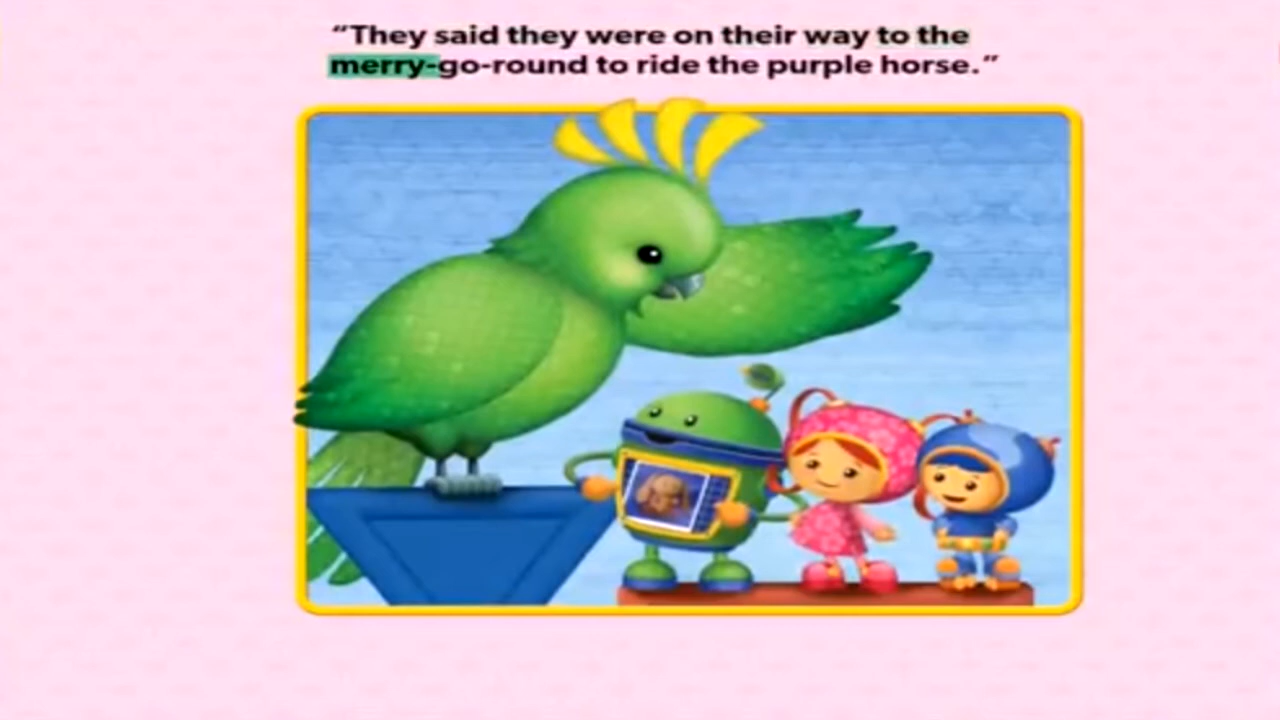 “They said they were on their way to the
merry-go-round to ride the purple horse.”